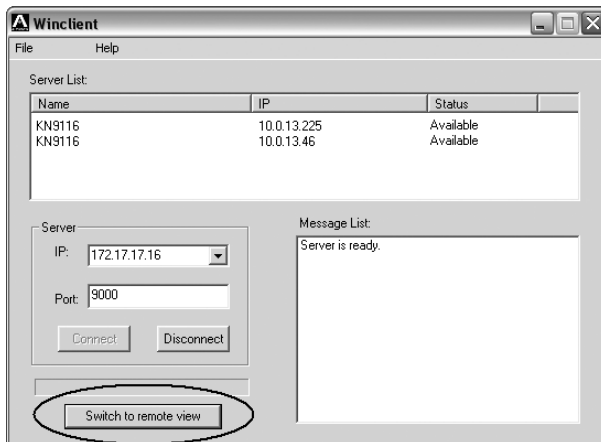 Winclient
File Help
Server List:
Name IP Status
KN9116 10.0.13.225 Available
KN9116 10.0.13.46 Available
Server
IP: 172.17.17.16
Port: 9000
Connect Disconnect
Switch to remote view
Message List:
Server is ready.